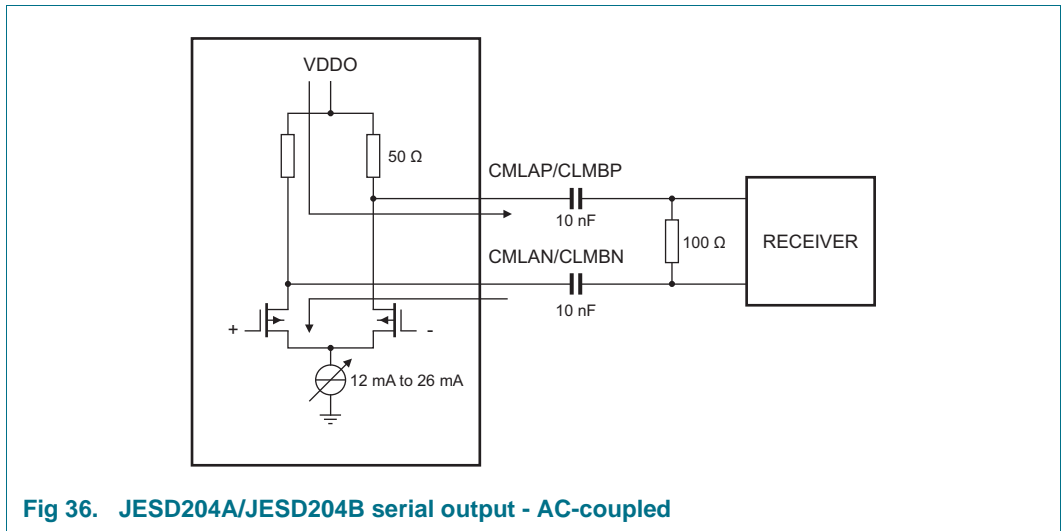 VDDO
50 Ω
CMLAP/CLMBP
10 nF
100 Ω
RECEIVER
CMLAN/CLMBN
10 nF
+
-
12 mA to 26 mA
Fig 36. JESD204A/JESD204B serial output - AC-coupled